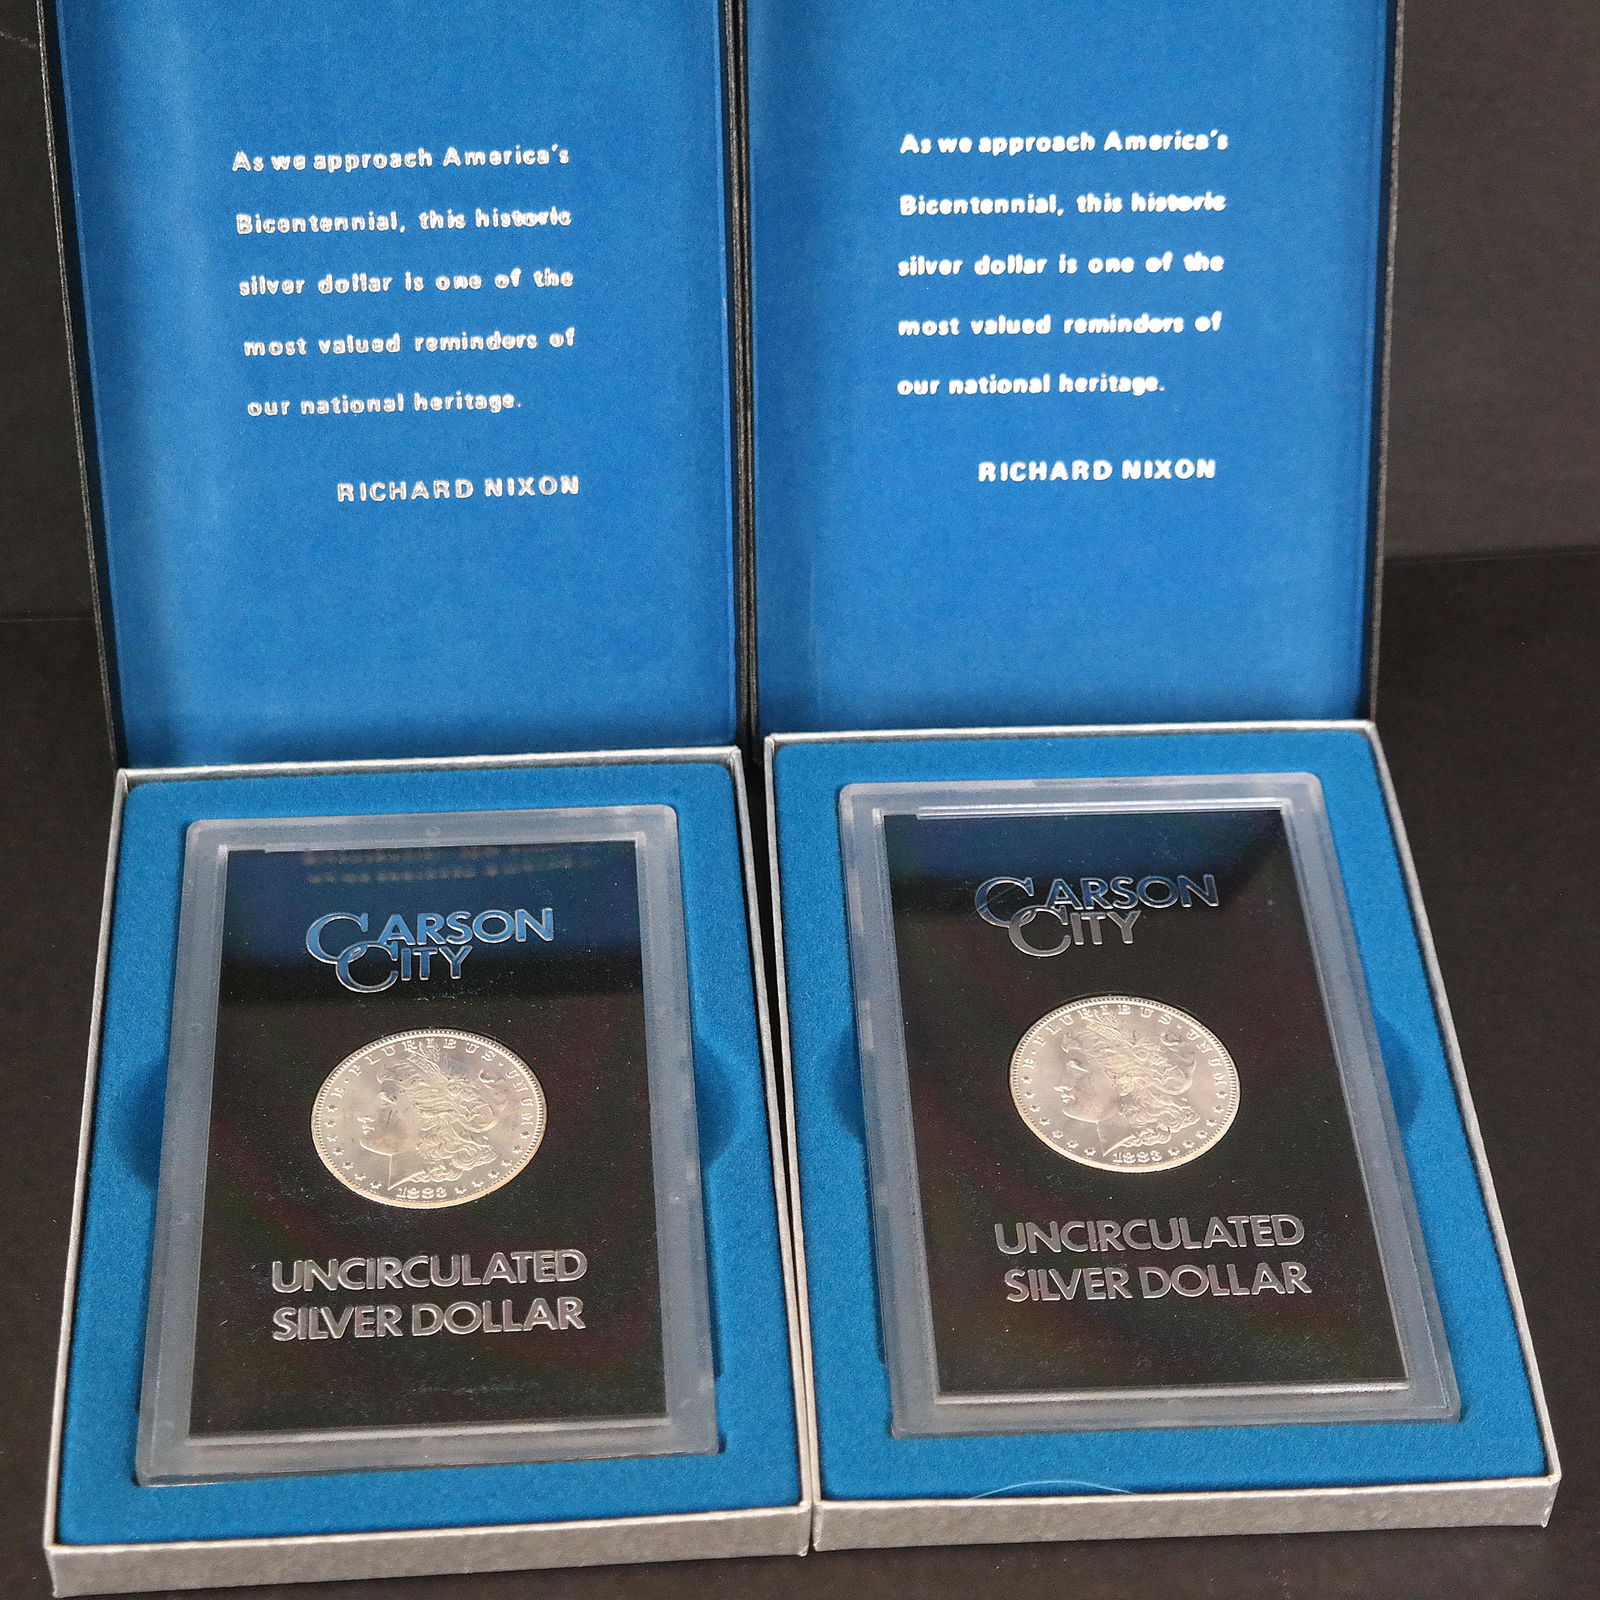 As we approach America's
Bicentennial, this historic
silver dollar is one of the
most valued reminders of
our national heritage.
RICHARD NIXON
As we approach America's
Bicentennial, this historic
silver dollar is one of the
most valued reminders of
our national heritage.
RICHARD NIXON
CARSON
CITY
E·PLURIBUS·UNUM
1883
UNCIRCULATED
SILVER DOLLAR
CARSON
CITY
E·PLURIBUS·UNUM
1883
UNCIRCULATED
SILVER DOLLAR